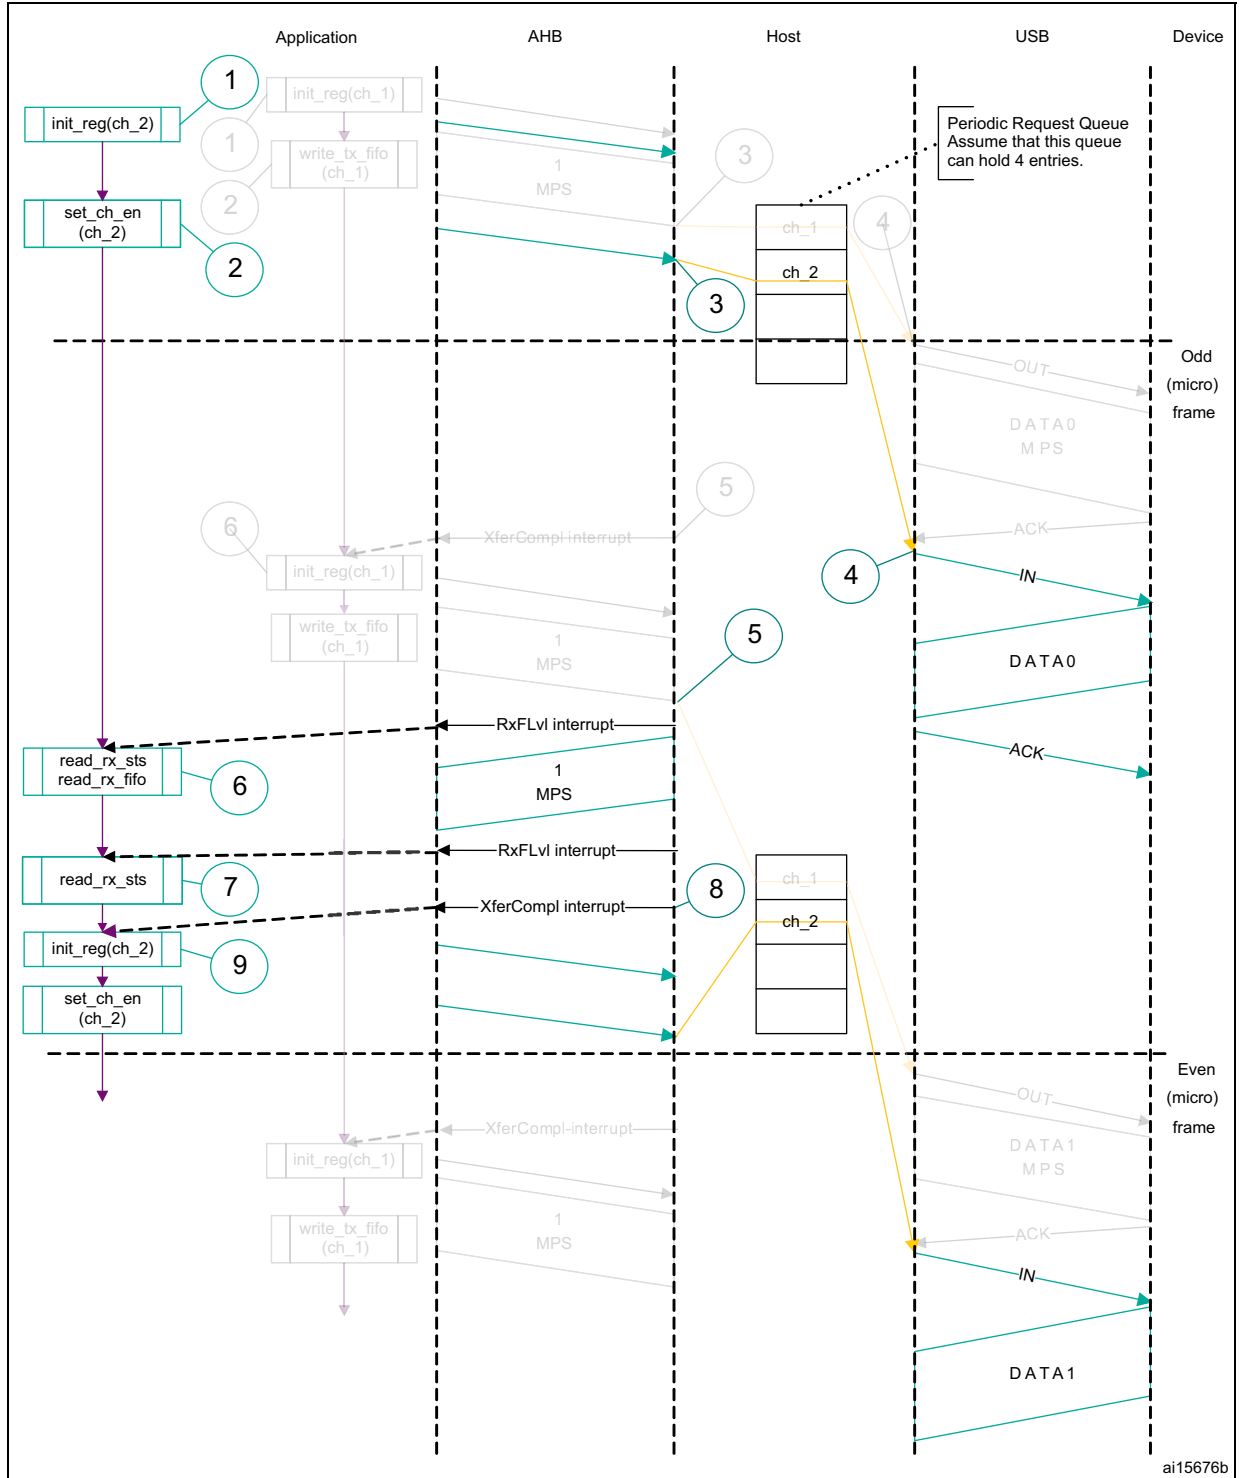 Application
AHB
Host
USB
Device
1
init_reg(ch_2)
init_reg(ch_1)
1
write_tx_fifo
(ch_1)
2
1
MPS
3
Periodic Request Queue
Assume that this queue
can hold 4 entries.
set_ch_en
(ch_2)
2
ch_1
4
ch_2
3
Odd
(micro)
frame
OUT
DATA0
MPS
5
6
XferCompl interrupt
ACK
init_reg(ch_1)
4
IN
write_tx_fifo
(ch_1)
1
MPS
5
DATA0
RxFLvl interrupt
ACK
read_rx_sts
read_rx_fifo
6
1
MPS
RxFLvl interrupt
read_rx_sts
7
8
ch_1
XferCompl interrupt
ch_2
init_reg(ch_2)
9
set_ch_en
(ch_2)
Even
(micro)
frame
OUT
XferCompl-interrupt
DATA1
MPS
init_reg(ch_1)
write_tx_fifo
(ch_1)
1
MPS
ACK
IN
DATA1
ai15676b